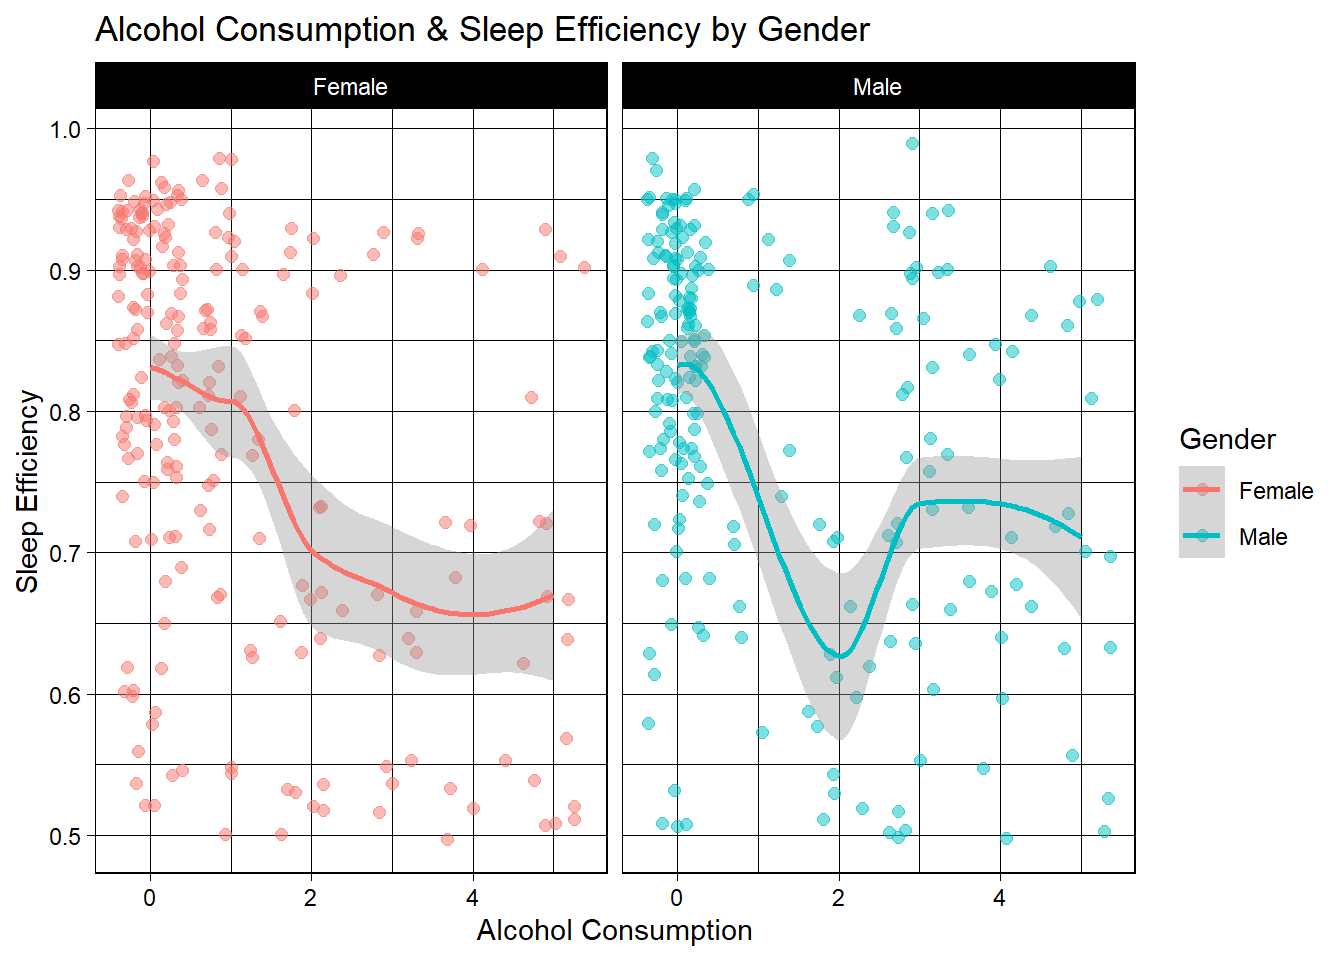 Alcohol Consumption & Sleep Efficiency by Gender
Female
Male
1.0
0.9
0.8
0.7
0.6
0.5
Sleep Efficiency
0
2
4
0
2
4
Alcohol Consumption
Gender
Female
Male